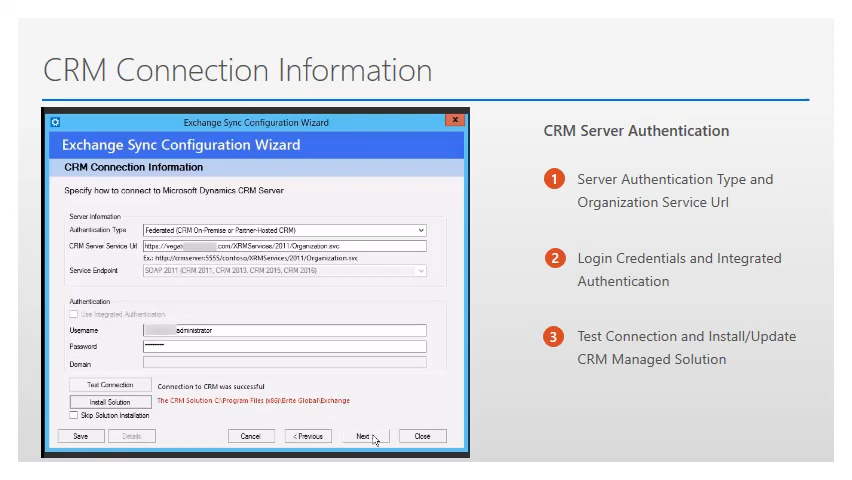 CRM Connection Information
Exchange Sync Configuration Wizard
x
Exchange Sync Configuration Wizard
CRM Connection Information
Specify how to connect to Microsoft Dynamics CRM Server
Server Information
Authentication Type Federated (CRM On-Premise or Partner-Hosted CRM)
CRM Server Service Url https://vegat .com/XRMServices/2011/Organization.svc
Ex.: http://crmserver:5555/contoso/XRMServices/2011/Organization.svc
Service Endpoint SOAP 2011 (CRM 2011, CRM 2013, CRM 2015, CRM 2016)
Authentication
Use Integrated Authentication
Username administrator
Password ********
Domain
Test Connection Connection to CRM was successful
Install Solution The CRM Solution C:\Program Files (x86)\Brite Global\Exchange
Skip Solution Installation
Save Details Cancel < Previous Next > Close
CRM Server Authentication
1 Server Authentication Type and
Organization Service Url
2 Login Credentials and Integrated
Authentication
3 Test Connection and Install/Update
CRM Managed Solution